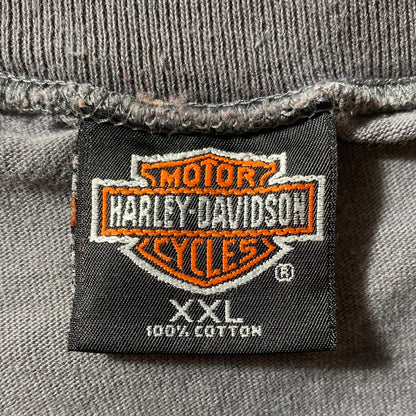 MOTOR
HARLEY-DAVIDSON
CYCLES
®
XXL
100% COTTON